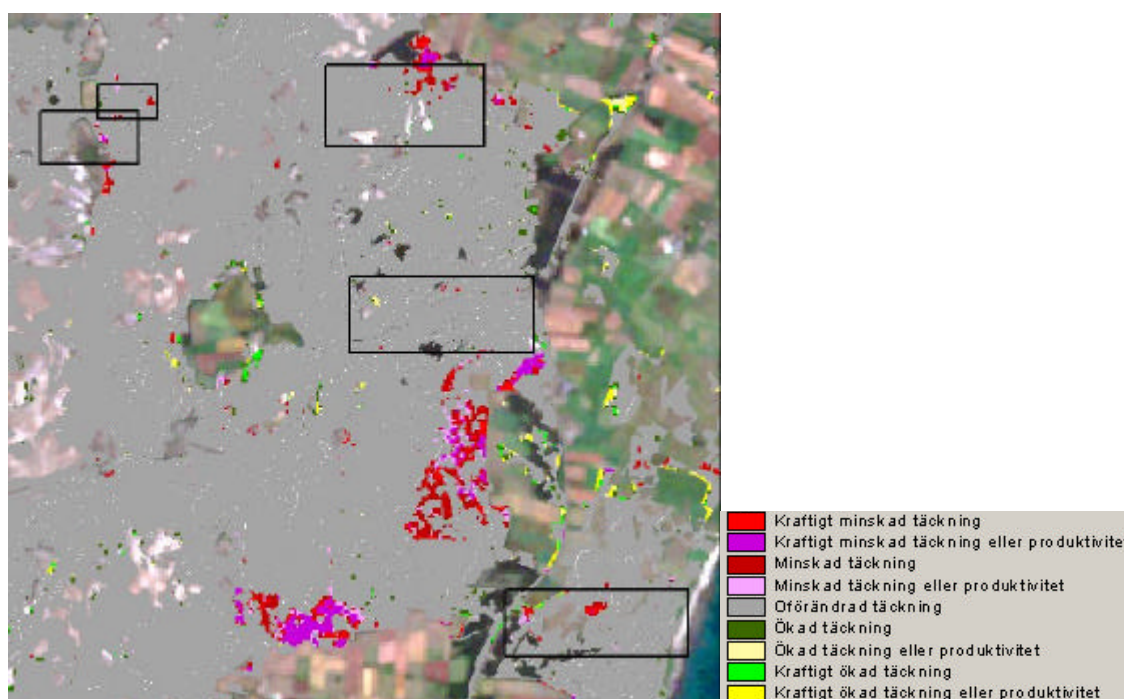 Kraftigt minskad täckning
Kraftigt minskad täckning eller produktivitet
Minskad täckning
Minskad täckning eller produktivitet
Oförändrad täckning
Ökad täckning
Ökad täckning eller produktivitet
Kraftigt ökad täckning
Kraftigt ökad täckning eller produktivitet